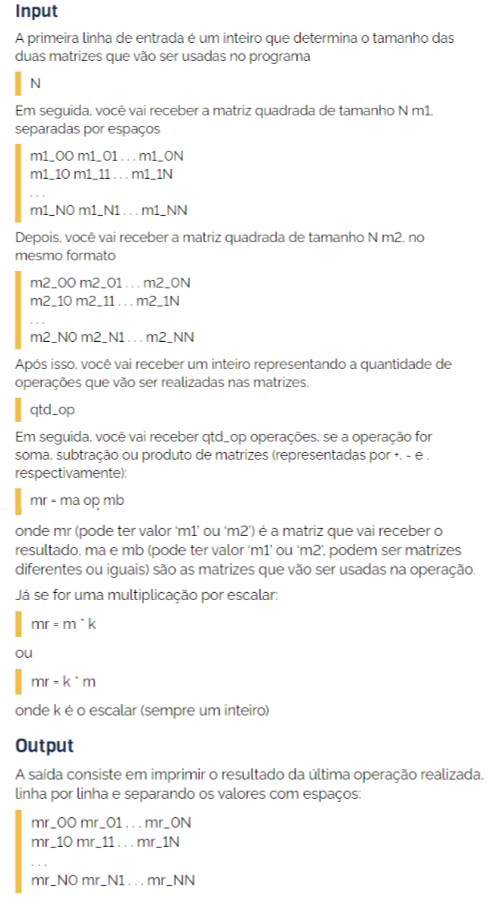 Input
A primeira linha de entrada é um inteiro que determina o tamanho das
duas matrizes que vão ser usadas no programa
N
Em seguida, você vai receber a matriz quadrada de tamanho N m1,
separadas por espaços
m1_00 m1_01 . . . m1_0N
m1_10 m1_11 . . . m1_1N
. . .
m1_N0 m1_N1 . . . m1_NN
Depois, você vai receber a matriz quadrada de tamanho N m2, no
mesmo formato
m2_00 m2_01 . . . m2_0N
m2_10 m2_11 . . . m2_1N
. . .
m2_N0 m2_N1 . . . m2_NN
Após isso, você vai receber um inteiro representando a quantidade de
operações que vão ser realizadas nas matrizes.
qtd_op
Em seguida, você vai receber qtd_op operações, se a operação for
soma, subtração ou produto de matrizes (representadas por +, - e .
respectivamente):
mr = ma op mb
onde mr (pode ter valor 'm1' ou 'm2') é a matriz que vai receber o
resultado, ma e mb (pode ter valor 'm1' ou 'm2', podem ser matrizes
diferentes ou iguais) são as matrizes que vão ser usadas na operação.
Já se for uma multiplicação por escalar:
mr = m * k
ou
mr = k * m
onde k é o escalar (sempre um inteiro)
Output
A saída consiste em imprimir o resultado da última operação realizada,
linha por linha e separando os valores com espaços:
mr_00 mr_01 . . . mr_0N
mr_10 mr_11 . . . mr_1N
. . .
mr_N0 mr_N1 . . . mr_NN